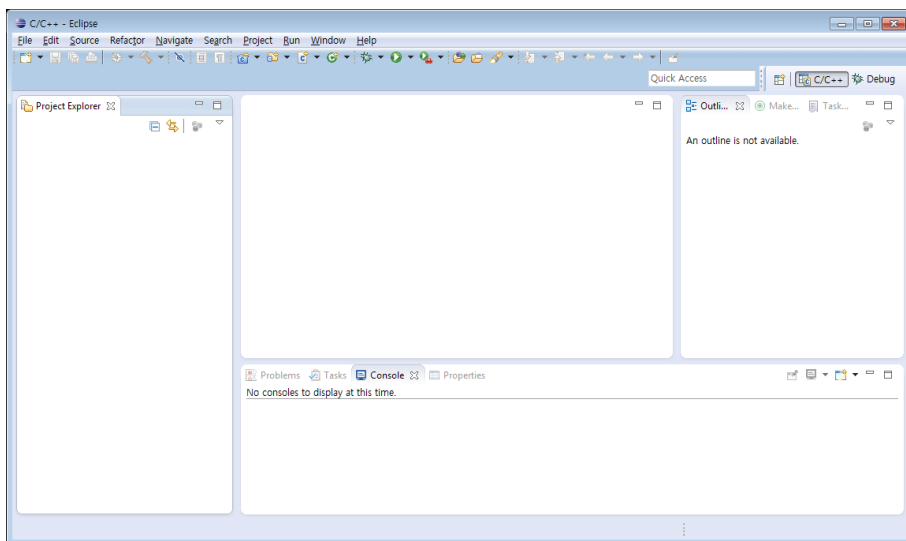 C/C++ - Eclipse
File Edit Source Refactor Navigate Search Project Run Window Help
Quick Access C/C++ Debug
Project Explorer
Outli... Make... Task...
An outline is not available.
Problems Tasks Console Properties
No consoles to display at this time.